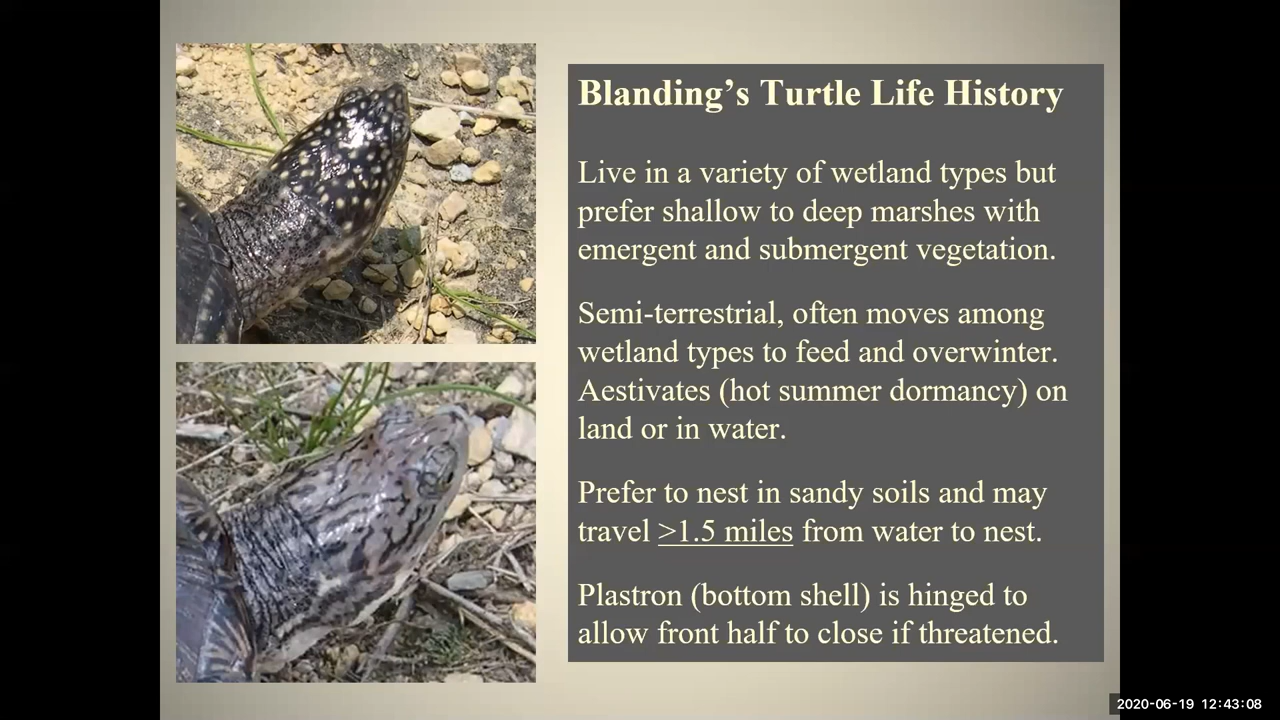 Blanding’s Turtle Life History
Live in a variety of wetland types but
prefer shallow to deep marshes with
emergent and submergent vegetation.
Semi-terrestrial, often moves among
wetland types to feed and overwinter.
Aestivates (hot summer dormancy) on
land or in water.
Prefer to nest in sandy soils and may
travel >1.5 miles from water to nest.
Plastron (bottom shell) is hinged to
allow front half to close if threatened.
2020-06-19 12:43:08